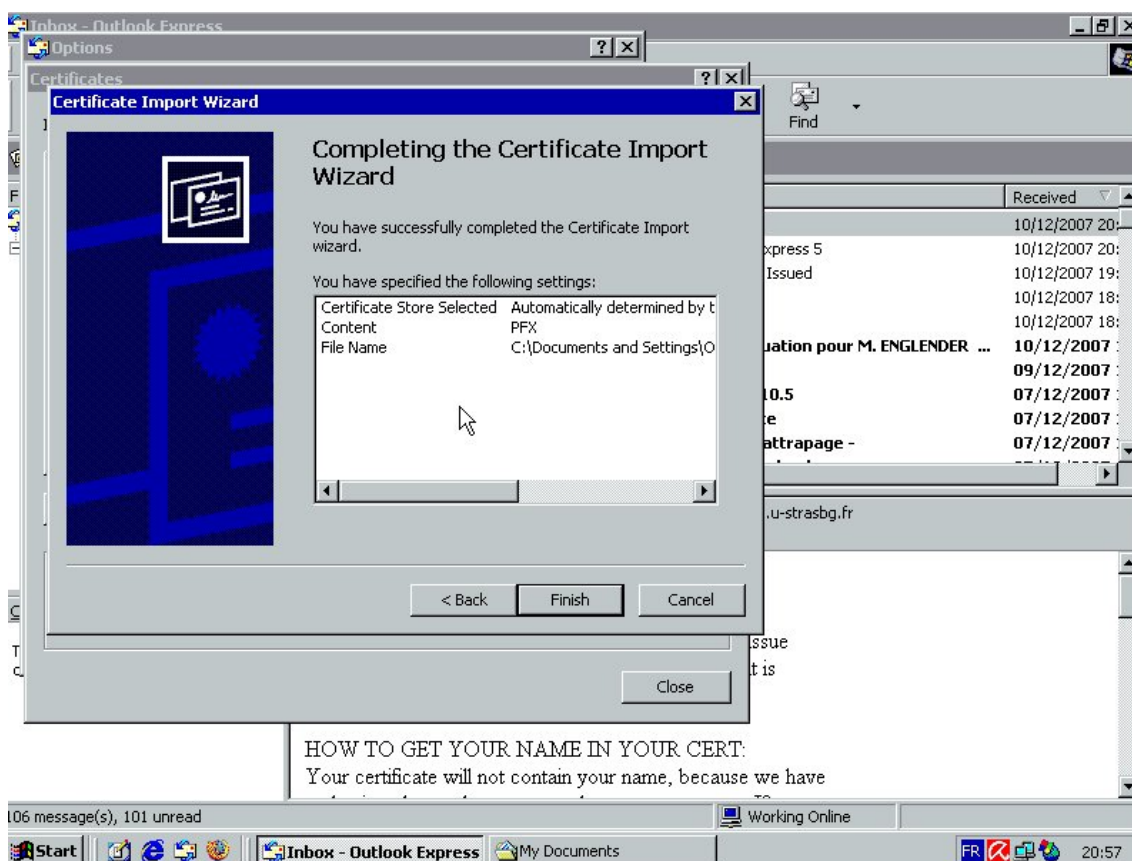 Inbox - Outlook Express
Options
Certificates
Certificate Import Wizard
Find
Completing the Certificate Import
Wizard
You have successfully completed the Certificate Import
wizard.
You have specified the following settings:
Certificate Store Selected Automatically determined by t
Content PFX
File Name C:\Documents and Settings\O
< Back Finish Cancel
Close
Received
10/12/2007 20:
xpress 5 10/12/2007 20:
Issued 10/12/2007 19:
10/12/2007 18:
10/12/2007 18:
uation pour M. ENGLENDER ... 10/12/2007
09/12/2007
10.5 07/12/2007
07/12/2007
attrapage - 07/12/2007
.u-strasbg.fr
ssue
t is
HOW TO GET YOUR NAME IN YOUR CERT:
Your certificate will not contain your name, because we have
106 message(s), 101 unread Working Online
Start Inbox - Outlook Express My Documents FR 20:57